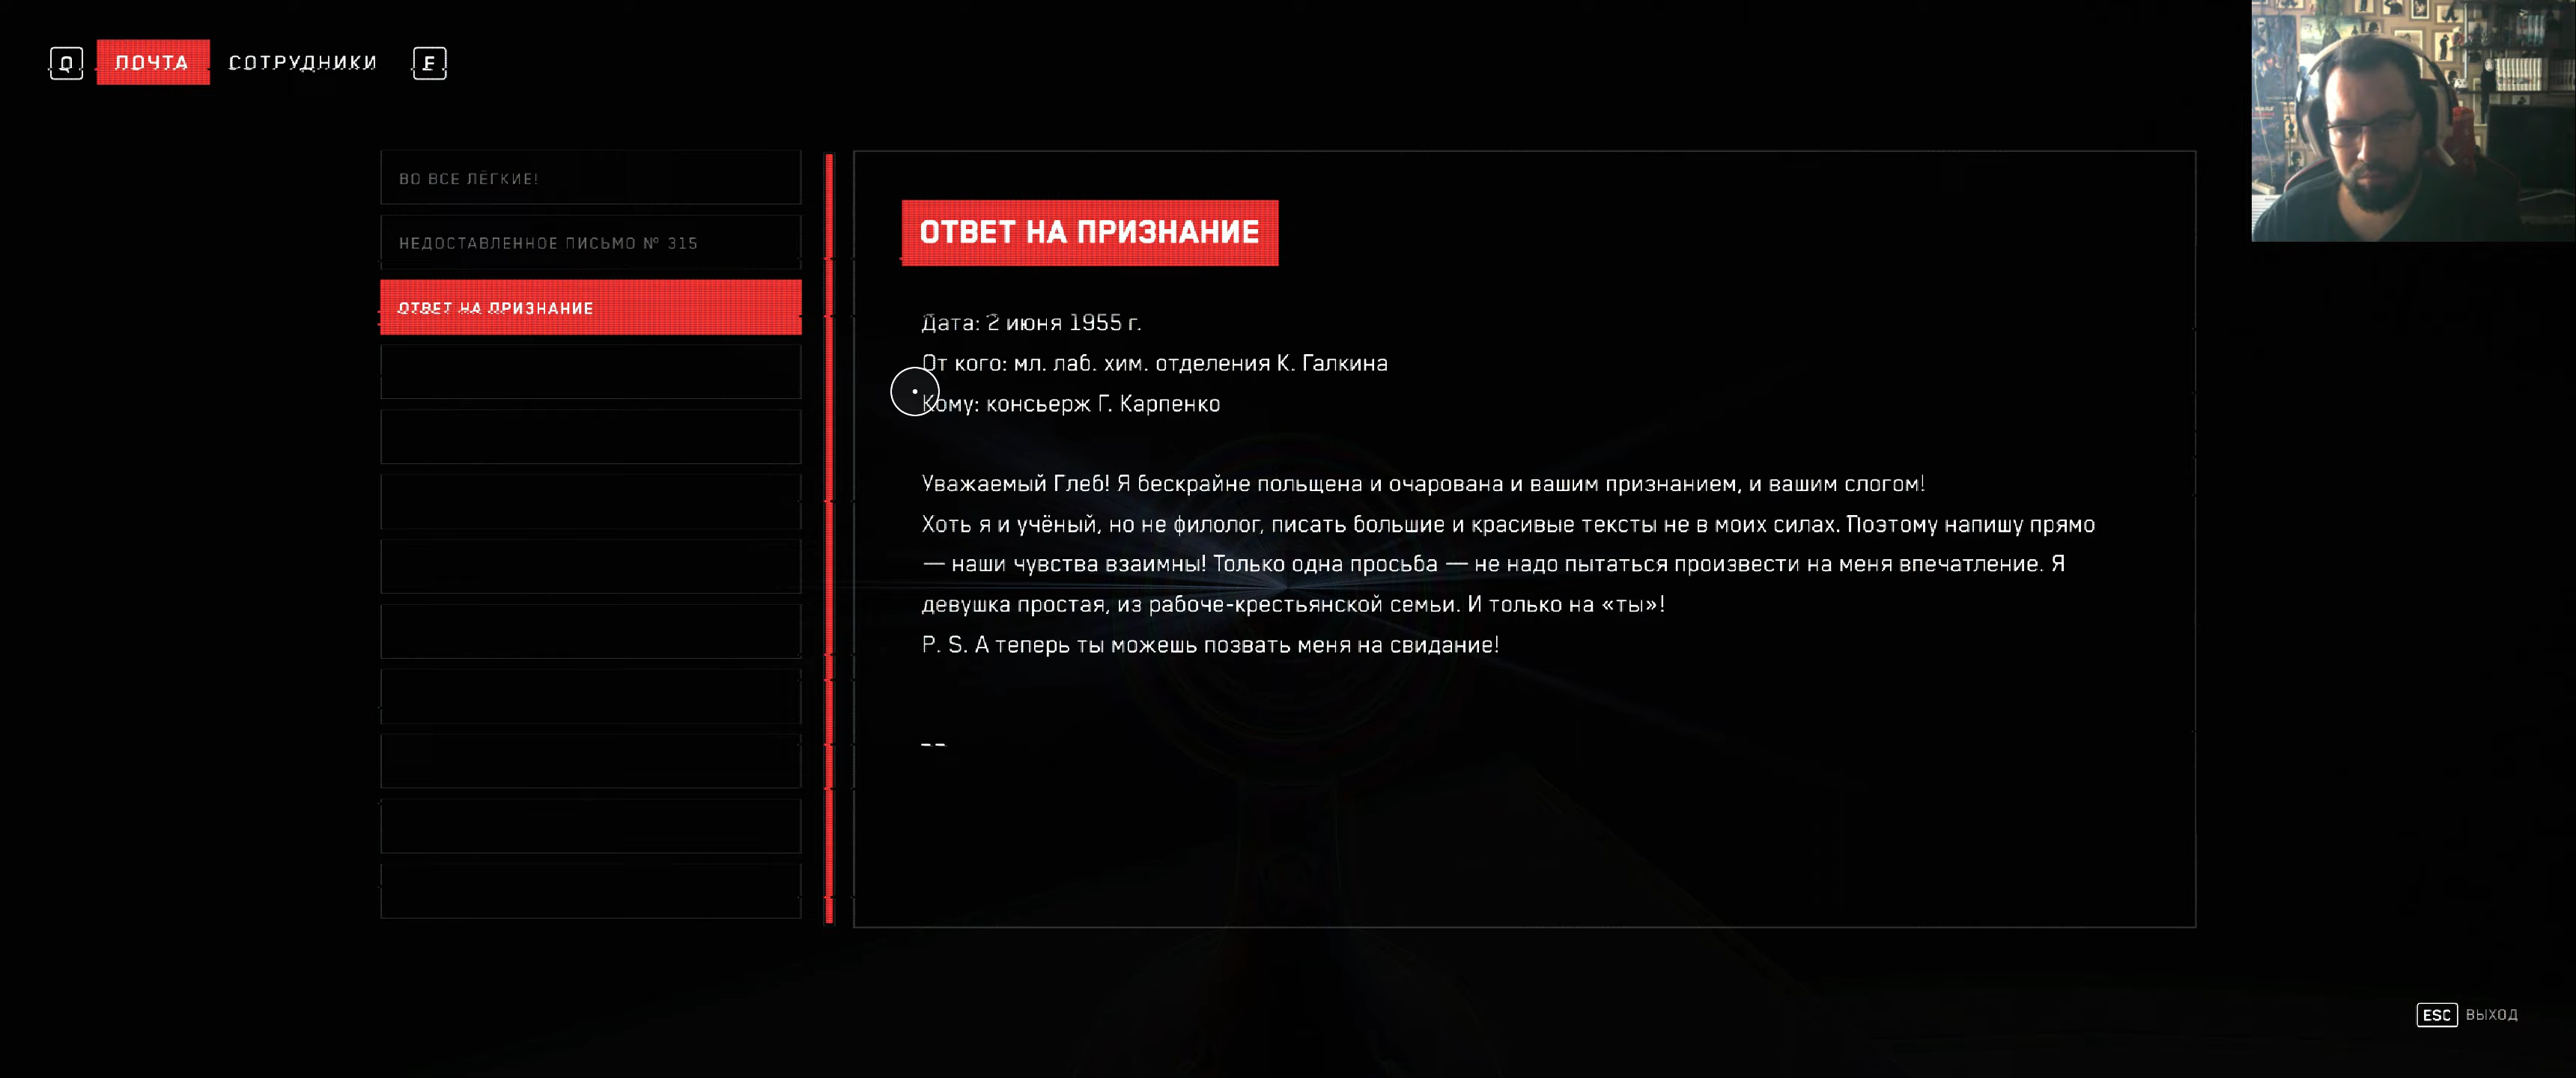 Q ПОЧТА СОТРУДНИКИ E
ВО ВСЕ ЛЁГКИЕ!
НЕДОСТАВЛЕННОЕ ПИСЬМО № 315
ОТВЕТ НА ПРИЗНАНИЕ
ОТВЕТ НА ПРИЗНАНИЕ
Дата: 2 июня 1955 г.
От кого: мл. лаб. хим. отделения К. Галкина
Кому: консьерж Г. Карпенко
Уважаемый Глеб! Я бескрайне польщена и очарована и вашим признанием, и вашим слогом!
Хоть я и учёный, но не филолог, писать большие и красивые тексты не в моих силах. Поэтому напишу прямо
— наши чувства взаимны! Только одна просьба — не надо пытаться произвести на меня впечатление. Я
девушка простая, из рабоче-крестьянской семьи. И только на «ты»!
P. S. А теперь ты можешь позвать меня на свидание!
--
ESC ВЫХОД